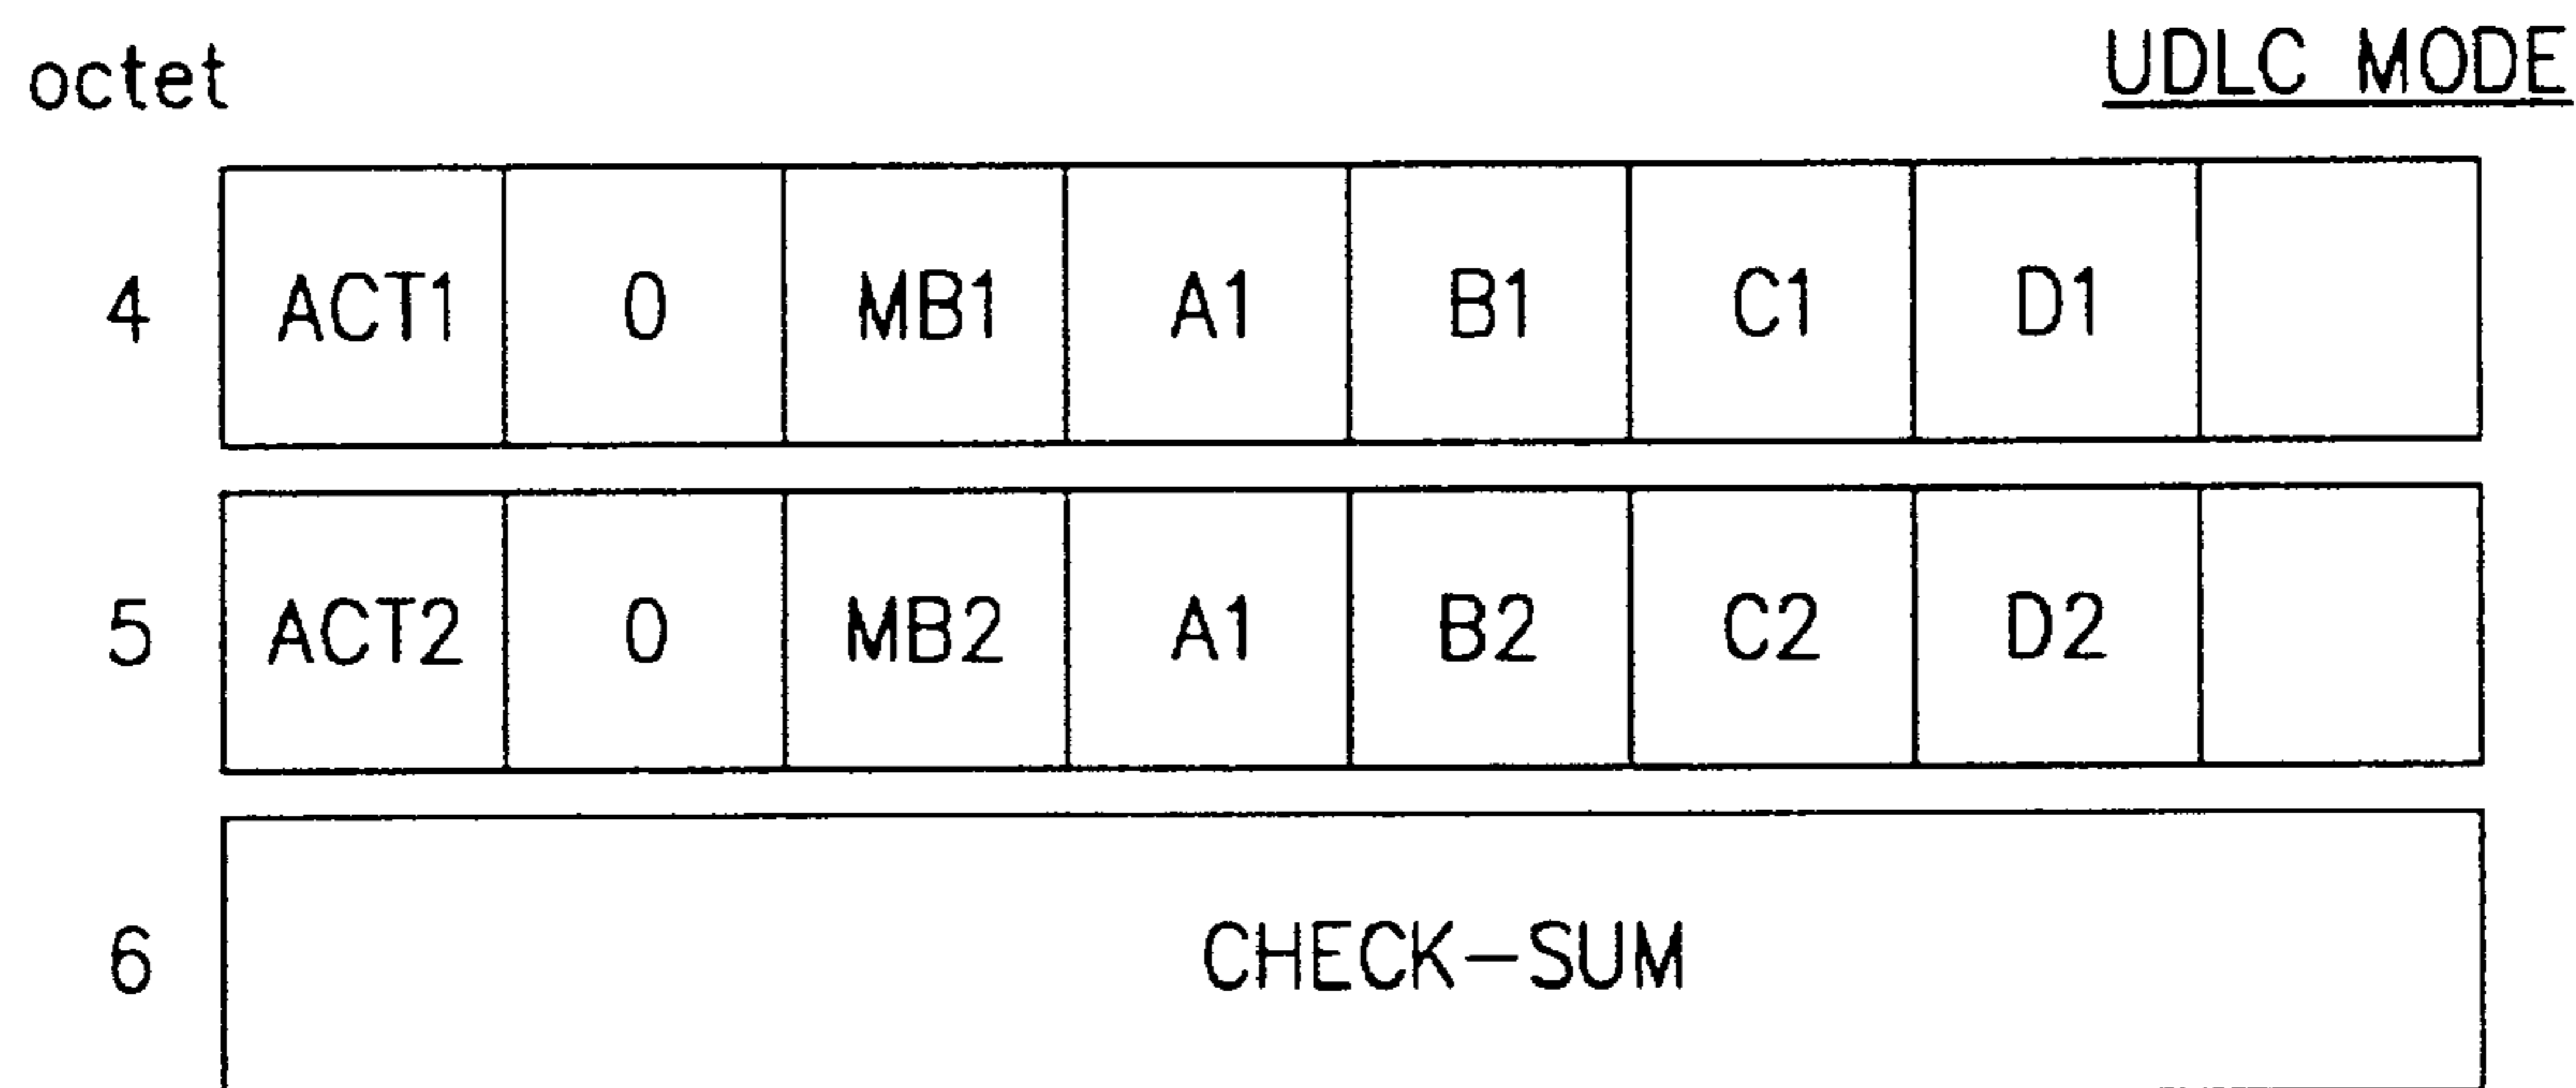 octet UDLC MODE
4 ACT1 0 MB1 A1 B1 C1 D1
5 ACT2 0 MB2 A1 B2 C2 D2
6 CHECK-SUM